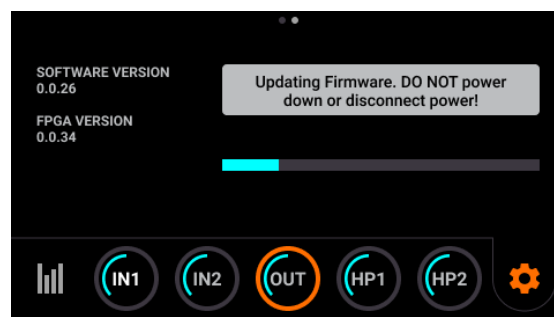 SOFTWARE VERSION
0.0.26
FPGA VERSION
0.0.34
Updating Firmware. DO NOT power
down or disconnect power!
IN1
IN2
OUT
HP1
HP2